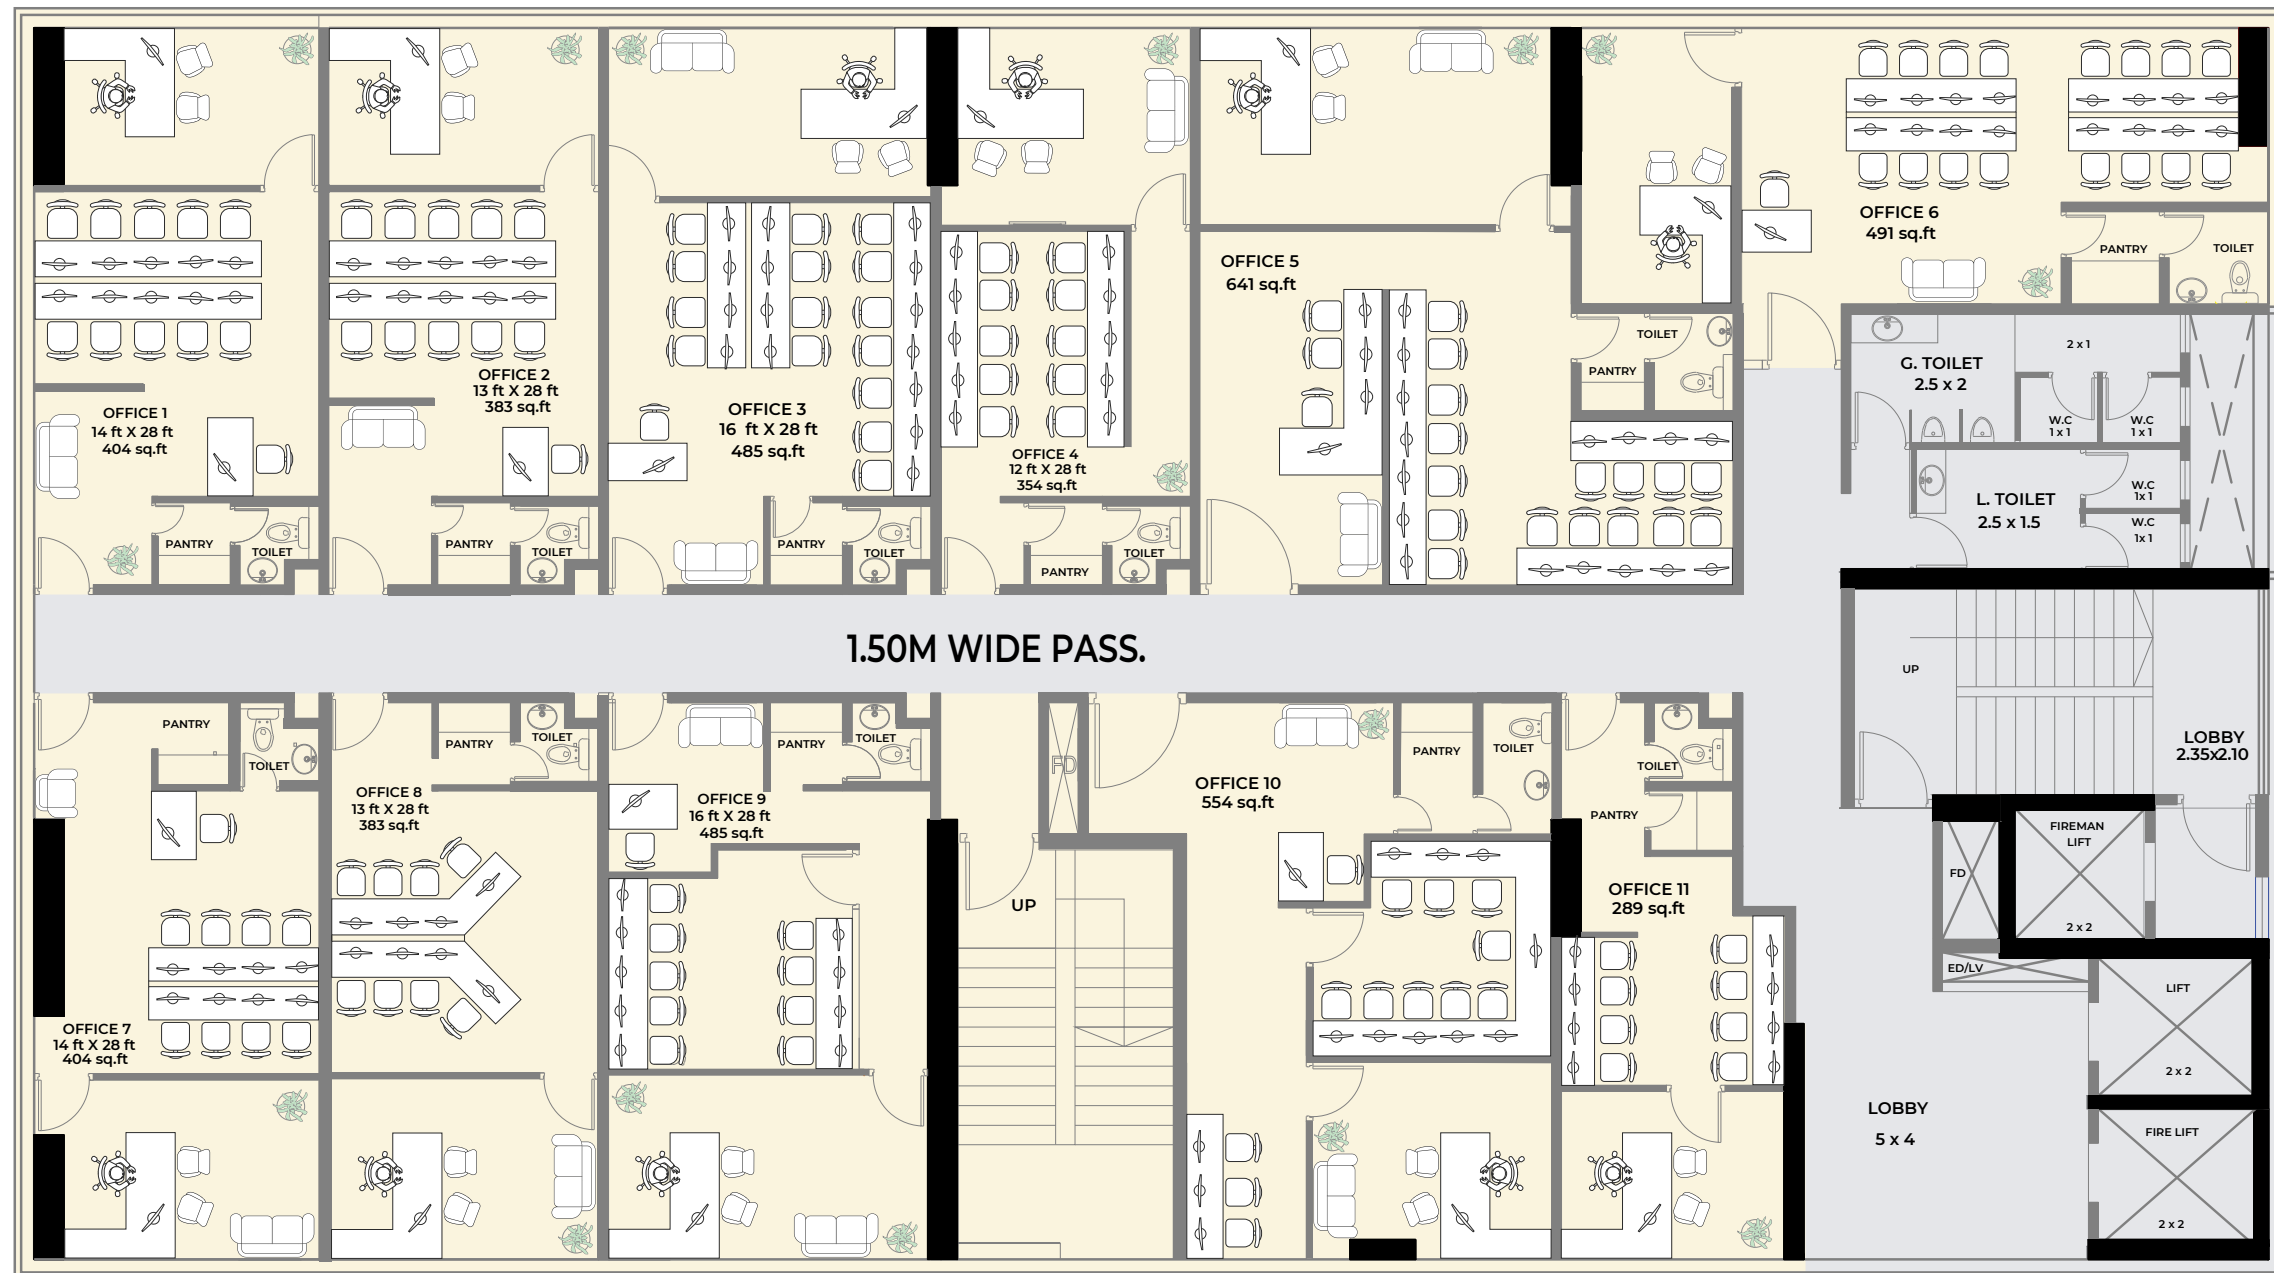 OFFICE 1
14 ft X 28 ft
404 sq.ft
PANTRY
TOILET
OFFICE 2
13 ft X 28 ft
383 sq.ft
PANTRY
TOILET
OFFICE 3
16 ft X 28 ft
485 sq.ft
PANTRY
TOILET
OFFICE 4
12 ft X 28 ft
354 sq.ft
PANTRY
TOILET
OFFICE 5
641 sq.ft
TOILET
PANTRY
OFFICE 6
491 sq.ft
PANTRY
TOILET
G. TOILET
2.5 x 2
2 x 1
W.C
1 x 1
W.C
1 x 1
L. TOILET
2.5 x 1.5
W.C
1x 1
W.C
1x 1
1.50M WIDE PASS.
UP
LOBBY
2.35x2.10
PANTRY
TOILET
OFFICE 7
14 ft X 28 ft
404 sq.ft
PANTRY
TOILET
OFFICE 8
13 ft X 28 ft
383 sq.ft
PANTRY
TOILET
OFFICE 9
16 ft X 28 ft
485 sq.ft
FD
UP
OFFICE 10
554 sq.ft
PANTRY
TOILET
TOILET
PANTRY
OFFICE 11
289 sq.ft
FIREMAN
LIFT
2 x 2
FD
ED/LV
LIFT
2 x 2
LOBBY
5 x 4
FIRE LIFT
2 x 2